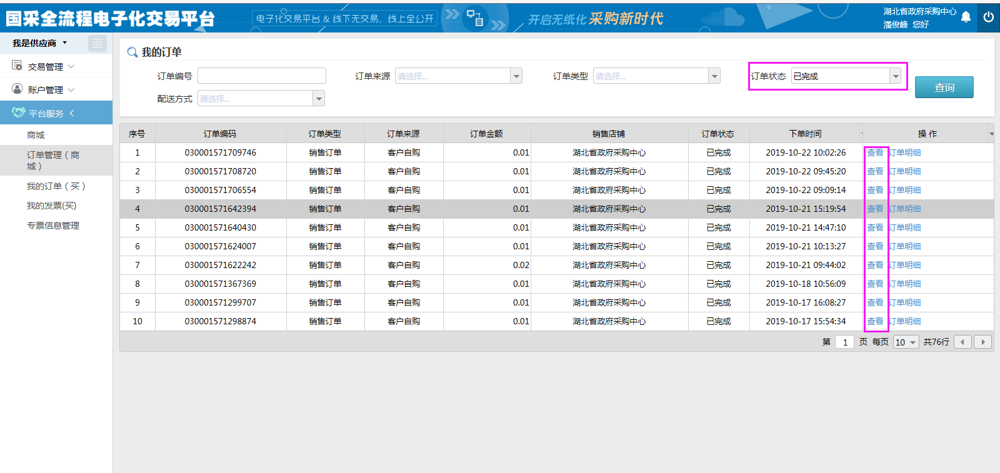 国采全流程电子化交易平台
电子化交易平台 & 线下无交易、线上全公开
开启无纸化 采购新时代
湖北省政府采购中心
潘俊峰 您好
我是供应商
交易管理
账户管理
平台服务
商城
订单管理（商
城）
我的订单（买）
我的发票(买)
专票信息管理
我的订单
订单编号 订单来源 请选择... 订单类型 请选择... 订单状态 已完成 查询
配送方式 请选择...
序号 订单编码 订单类型 订单来源 订单金额 销售店铺 订单状态 下单时间 操 作
1 030001571709746 销售订单 客户自购 0.01 湖北省政府采购中心 已完成 2019-10-22 10:02:26 查看 订单明细
2 030001571708720 销售订单 客户自购 0.01 湖北省政府采购中心 已完成 2019-10-22 09:45:20 查看 订单明细
3 030001571706554 销售订单 客户自购 0.01 湖北省政府采购中心 已完成 2019-10-22 09:09:14 查看 订单明细
4 030001571642394 销售订单 客户自购 0.01 湖北省政府采购中心 已完成 2019-10-21 15:19:54 查看 订单明细
5 030001571640430 销售订单 客户自购 0.01 湖北省政府采购中心 已完成 2019-10-21 14:47:10 查看 订单明细
6 030001571624007 销售订单 客户自购 0.01 湖北省政府采购中心 已完成 2019-10-21 10:13:27 查看 订单明细
7 030001571622242 销售订单 客户自购 0.02 湖北省政府采购中心 已完成 2019-10-21 09:44:02 查看 订单明细
8 030001571367369 销售订单 客户自购 0.01 湖北省政府采购中心 已完成 2019-10-18 10:56:09 查看 订单明细
9 030001571299707 销售订单 客户自购 0.01 湖北省政府采购中心 已完成 2019-10-17 16:08:27 查看 订单明细
10 030001571298874 销售订单 客户自购 0.01 湖北省政府采购中心 已完成 2019-10-17 15:54:34 查看 订单明细
第 1 页 每页 10 共76行